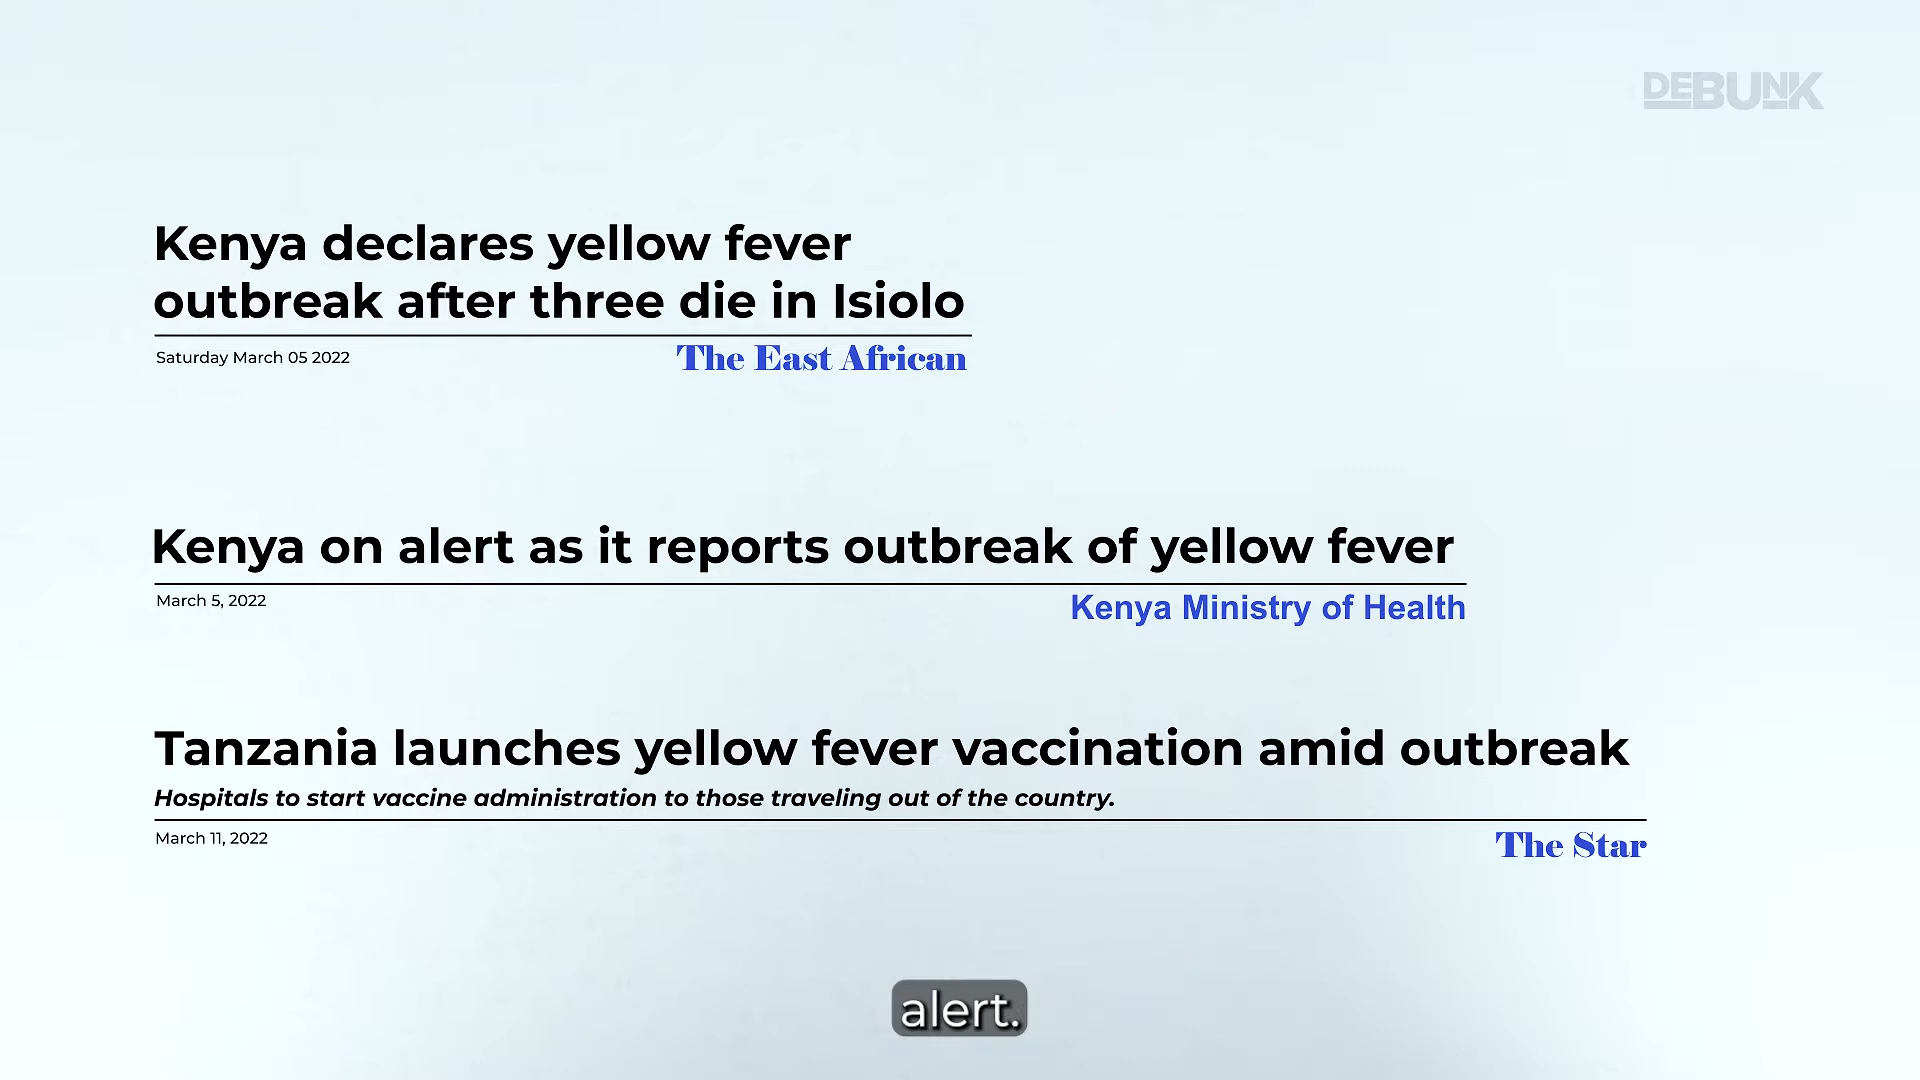 DEBUNK
Kenya declares yellow fever
outbreak after three die in Isiolo
Saturday March 05 2022
The East African
Kenya on alert as it reports outbreak of yellow fever
March 5, 2022
Kenya Ministry of Health
Tanzania launches yellow fever vaccination amid outbreak
Hospitals to start vaccine administration to those traveling out of the country.
March 11, 2022
The Star
alert.